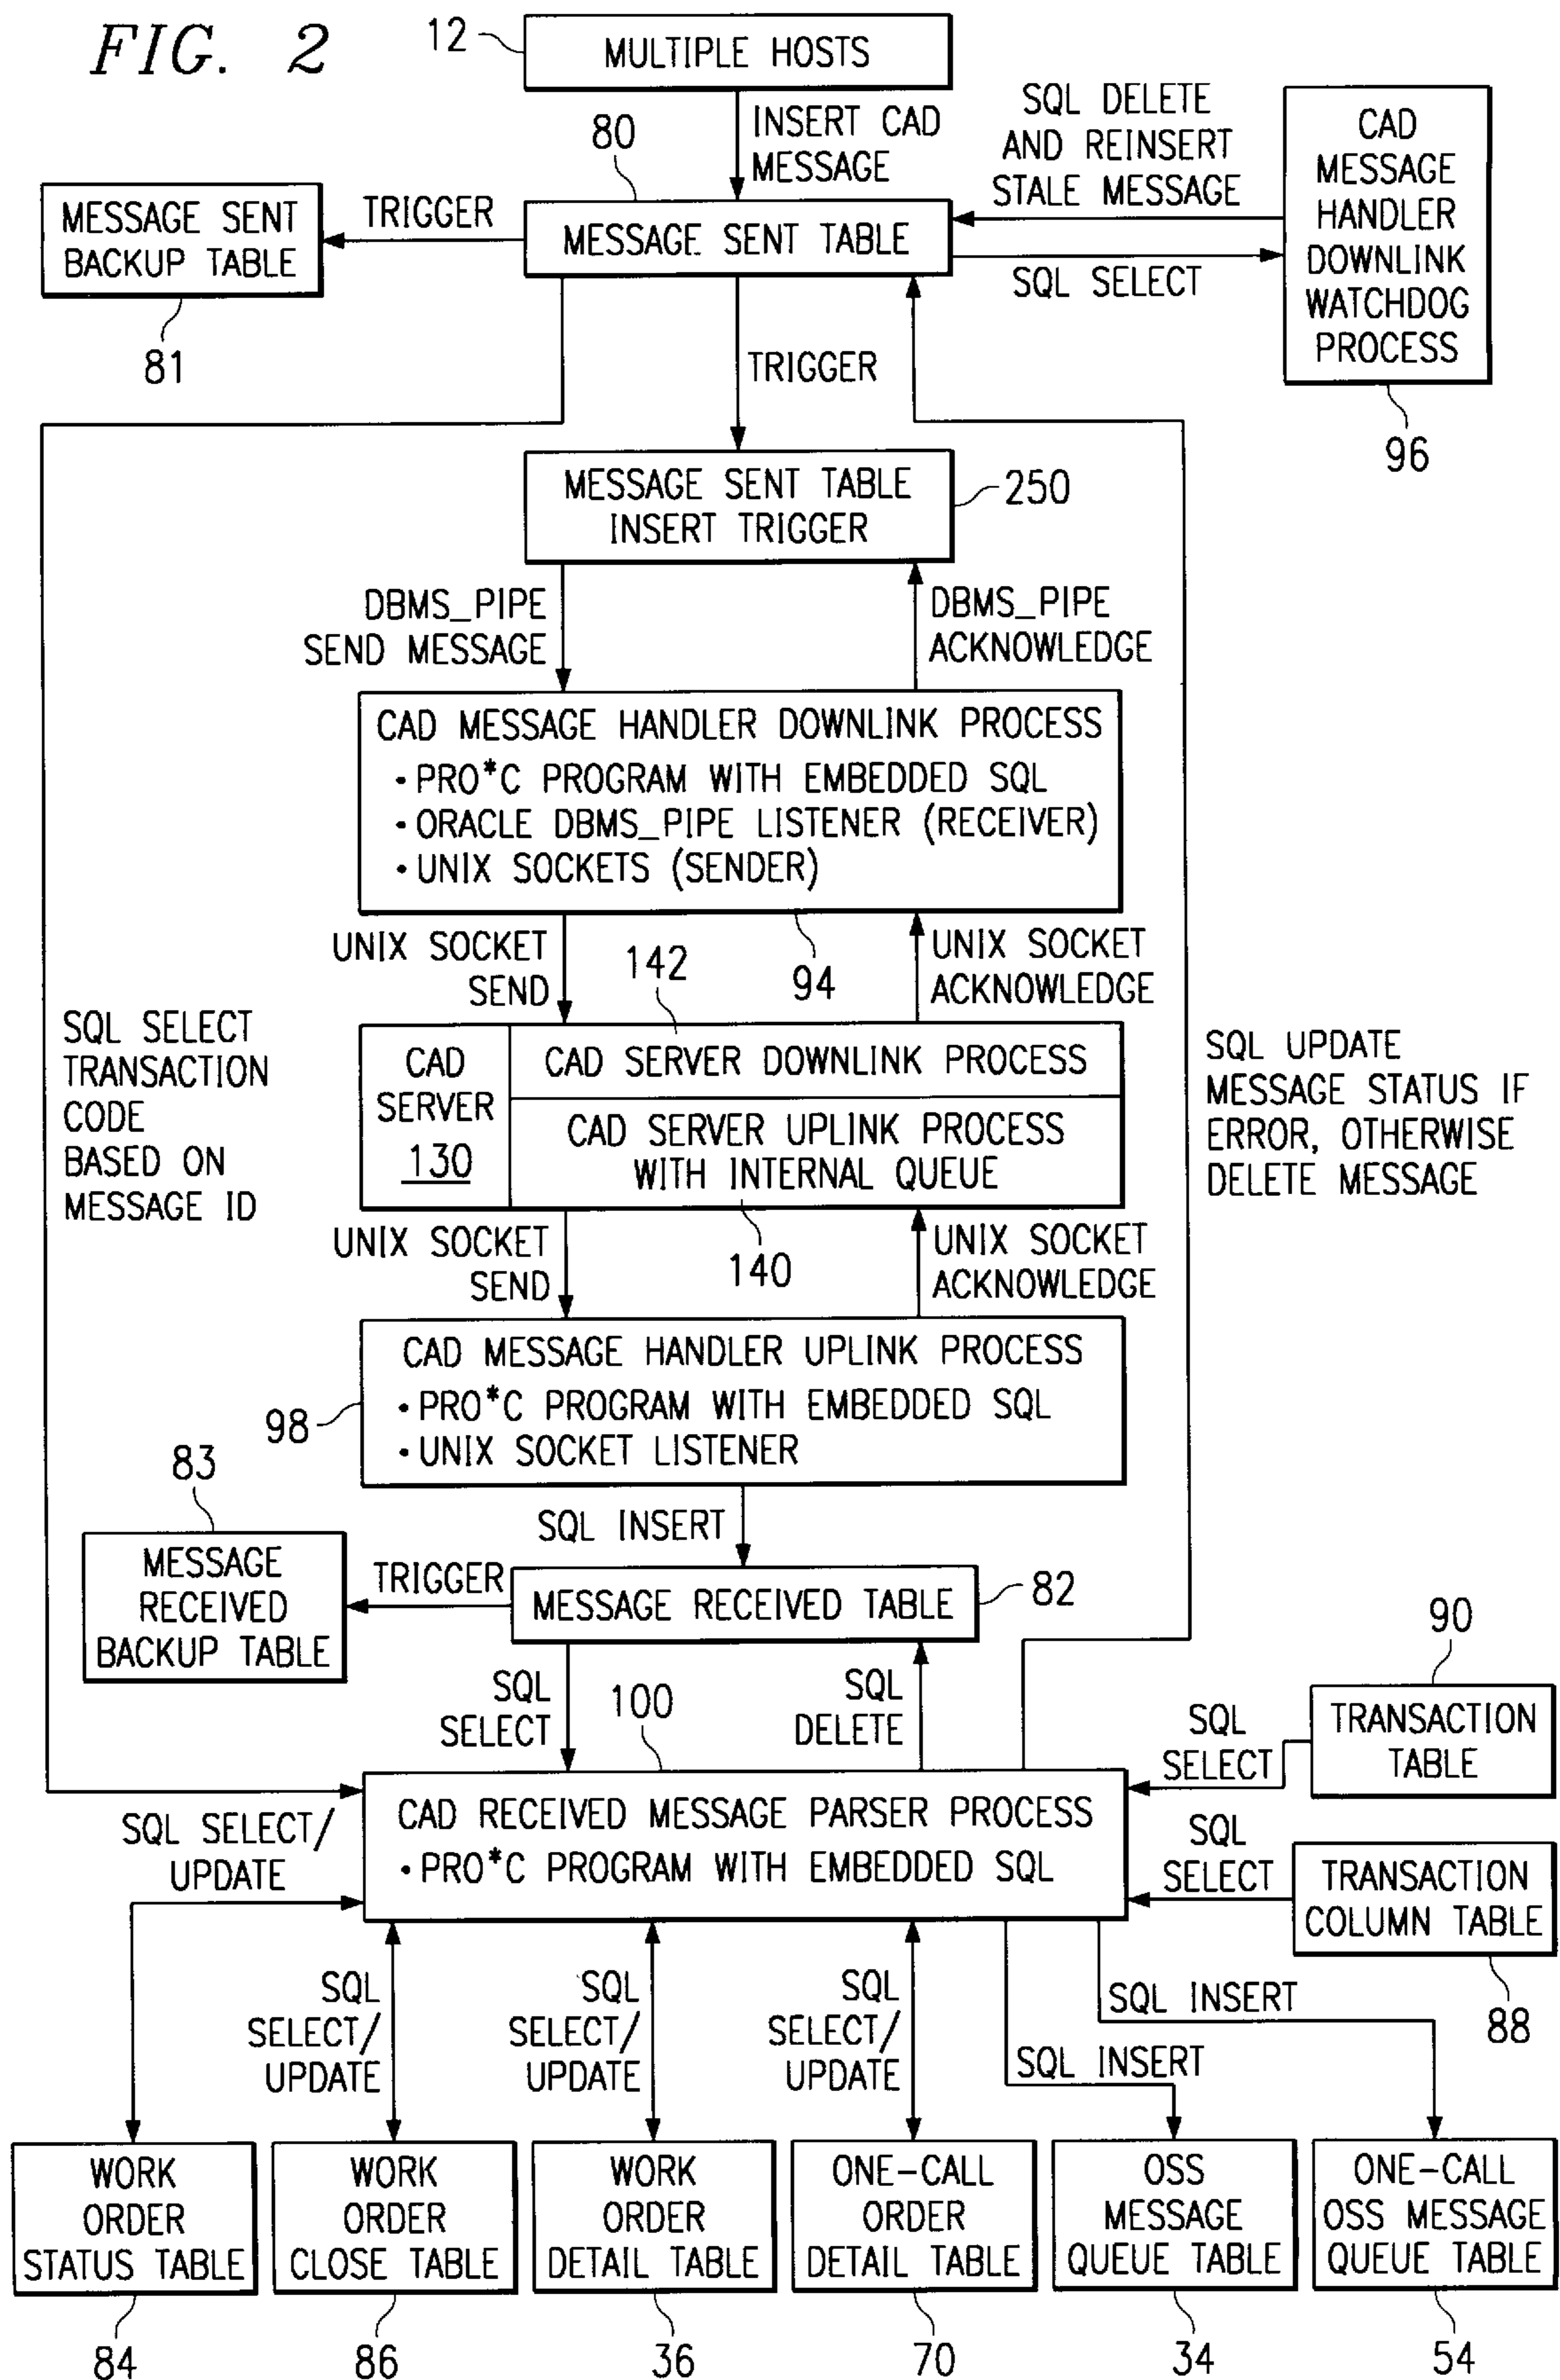 FIG. 2
12
MULTIPLE HOSTS
INSERT CAD
MESSAGE
80
SQL DELETE
AND REINSERT
STALE MESSAGE
CAD
MESSAGE
HANDLER
DOWNLINK
WATCHDOG
PROCESS
96
MESSAGE SENT
BACKUP TABLE
81
TRIGGER
MESSAGE SENT TABLE
SQL SELECT
TRIGGER
MESSAGE SENT TABLE
INSERT TRIGGER
250
DBMS_PIPE
SEND MESSAGE
DBMS_PIPE
ACKNOWLEDGE
CAD MESSAGE HANDLER DOWNLINK PROCESS
• PRO*C PROGRAM WITH EMBEDDED SQL
• ORACLE DBMS_PIPE LISTENER (RECEIVER)
• UNIX SOCKETS (SENDER)
94
UNIX SOCKET
SEND
142
UNIX SOCKET
ACKNOWLEDGE
SQL SELECT
TRANSACTION
CODE
BASED ON
MESSAGE ID
CAD
SERVER
130
CAD SERVER DOWNLINK PROCESS
CAD SERVER UPLINK PROCESS
WITH INTERNAL QUEUE
140
SQL UPDATE
MESSAGE STATUS IF
ERROR, OTHERWISE
DELETE MESSAGE
UNIX SOCKET
SEND
UNIX SOCKET
ACKNOWLEDGE
CAD MESSAGE HANDLER UPLINK PROCESS
• PRO*C PROGRAM WITH EMBEDDED SQL
• UNIX SOCKET LISTENER
98
83
SQL INSERT
MESSAGE
RECEIVED
BACKUP TABLE
TRIGGER
MESSAGE RECEIVED TABLE
82
SQL
SELECT
100
SQL
DELETE
90
TRANSACTION
TABLE
SQL
SELECT
CAD RECEIVED MESSAGE PARSER PROCESS
• PRO*C PROGRAM WITH EMBEDDED SQL
SQL
SELECT
TRANSACTION
COLUMN TABLE
88
SQL SELECT/
UPDATE
SQL
SELECT/
UPDATE
SQL
SELECT/
UPDATE
SQL
SELECT/
UPDATE
SQL INSERT
SQL INSERT
WORK
ORDER
STATUS TABLE
84
WORK
ORDER
CLOSE TABLE
86
WORK
ORDER
DETAIL TABLE
36
ONE-CALL
ORDER
DETAIL TABLE
70
OSS
MESSAGE
QUEUE TABLE
34
ONE-CALL
OSS MESSAGE
QUEUE TABLE
54